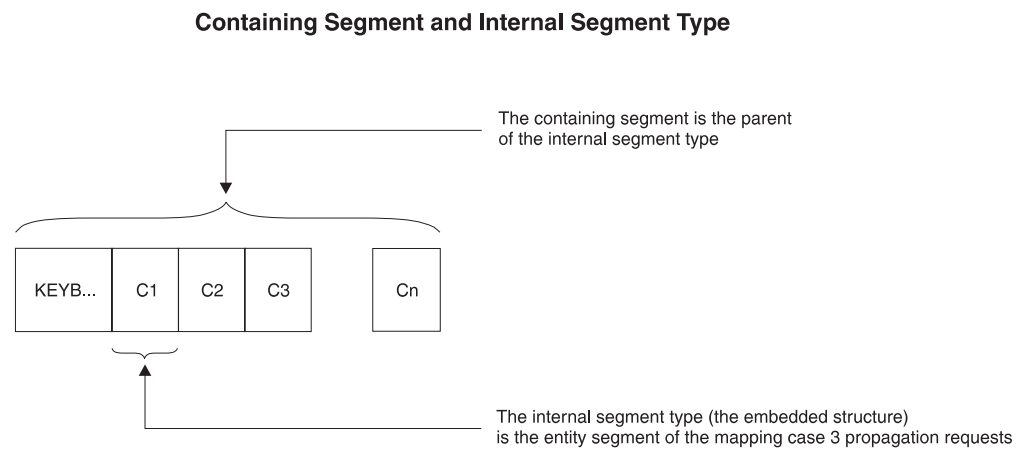 Containing Segment and Internal Segment Type
The containing segment is the parent
of the internal segment type
KEYB... C1 C2 C3 Cn
The internal segment type (the embedded structure)
is the entity segment of the mapping case 3 propagation requests